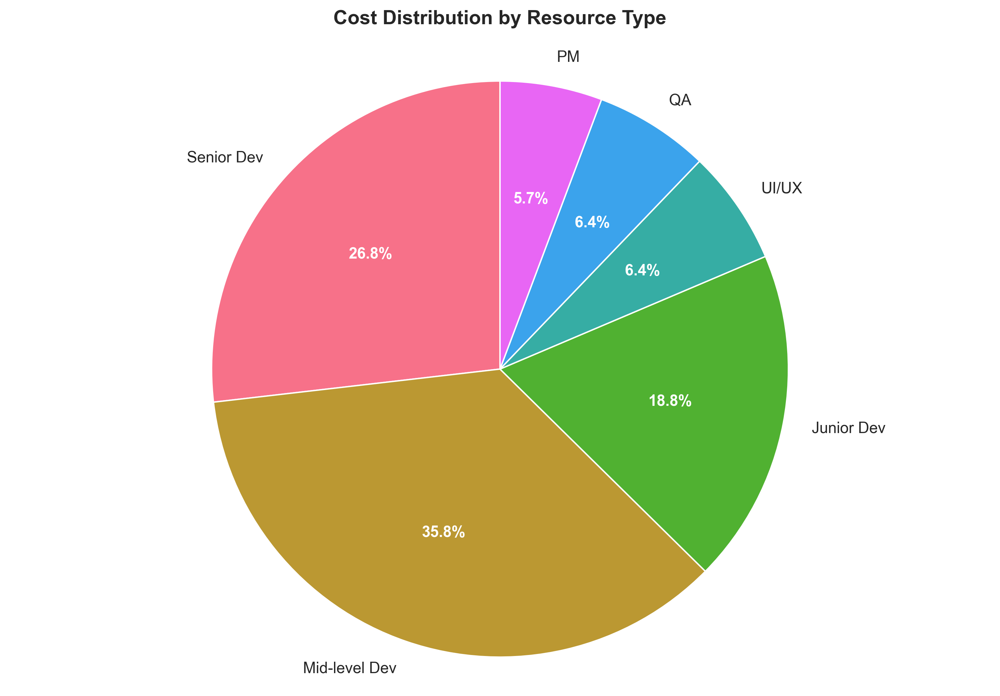 Cost Distribution by Resource Type
PM
QA
Senior Dev
UI/UX
5.7%
6.4%
26.8%
6.4%
18.8%
Junior Dev
35.8%
Mid-level Dev